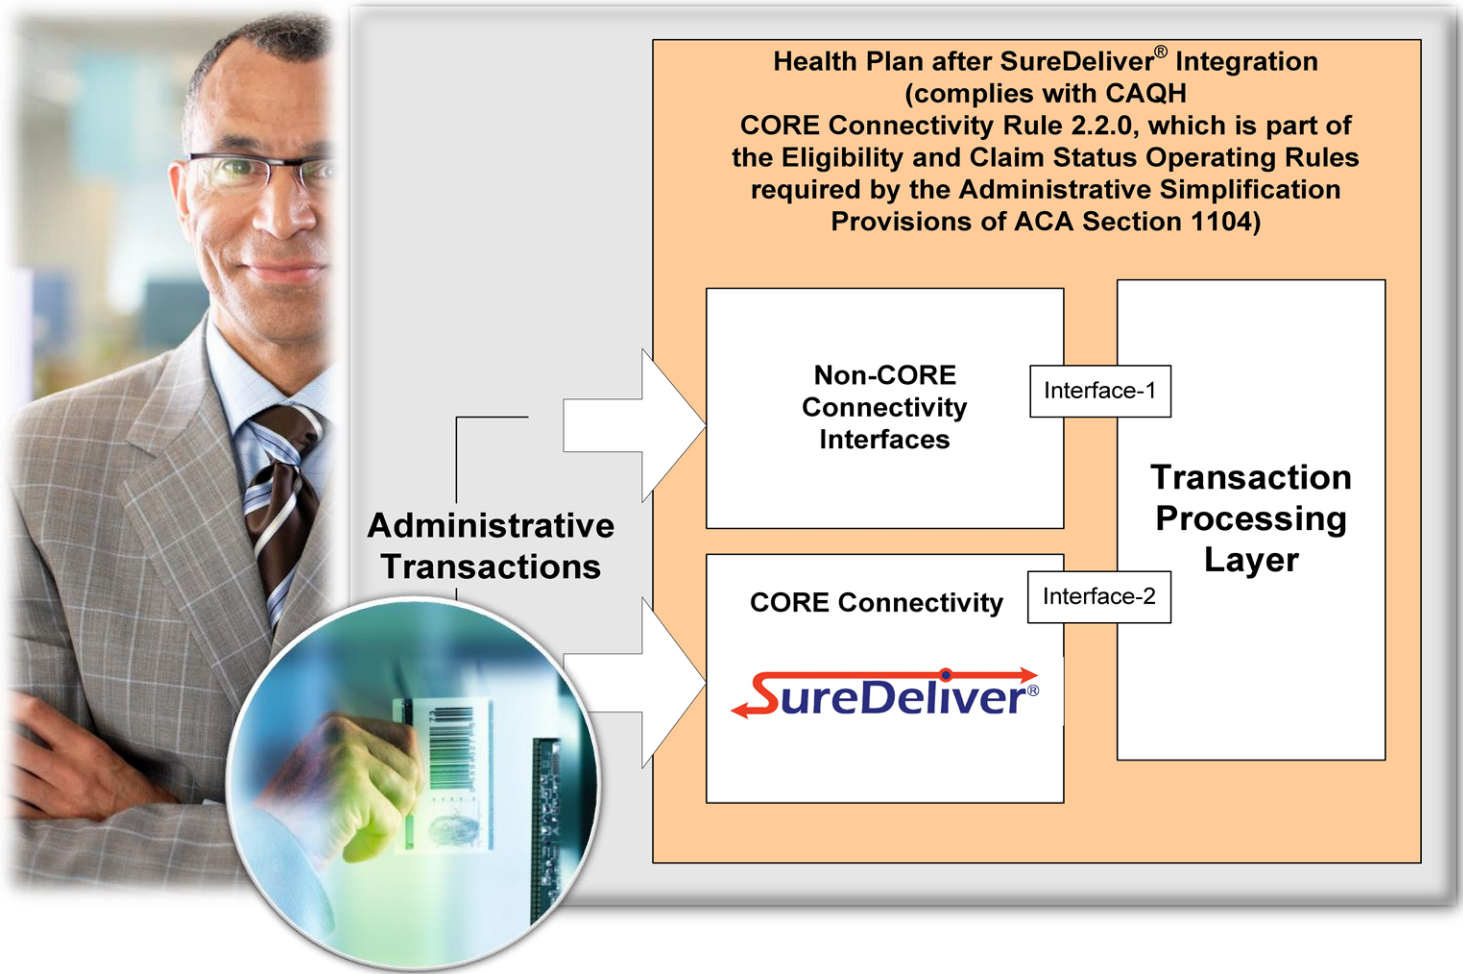 Health Plan after SureDeliver® Integration
(complies with CAQH
CORE Connectivity Rule 2.2.0, which is part of
the Eligibility and Claim Status Operating Rules
required by the Administrative Simplification
Provisions of ACA Section 1104)
Non-CORE
Connectivity
Interfaces
Interface-1
Administrative
Transactions
Transaction
Processing
Layer
CORE Connectivity
Interface-2
SureDeliver®